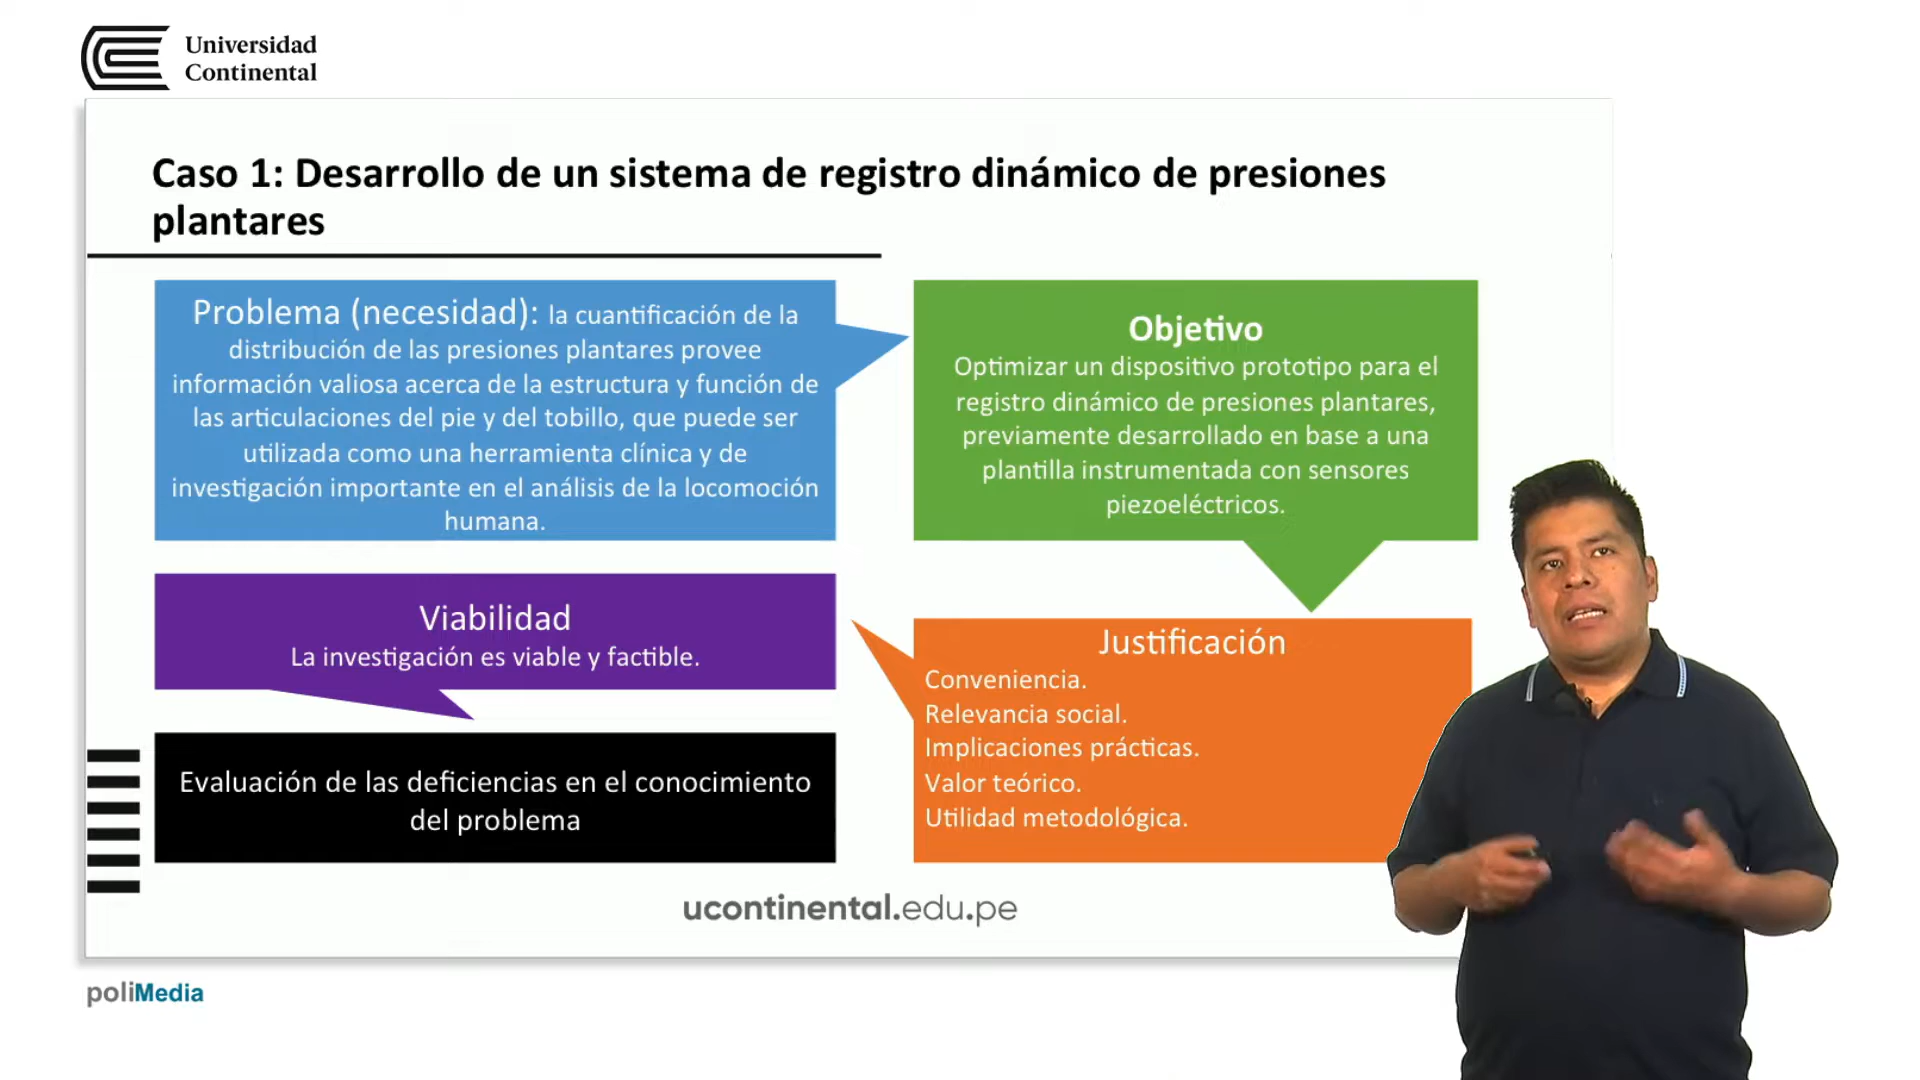 Universidad
Continental
Caso 1: Desarrollo de un sistema de registro dinámico de presiones
plantares
Problema (necesidad): la cuantificación de la
distribución de las presiones plantares provee
información valiosa acerca de la estructura y función de
las articulaciones del pie y del tobillo, que puede ser
utilizada como una herramienta clínica y de
investigación importante en el análisis de la locomoción
humana.
Objetivo
Optimizar un dispositivo prototipo para el
registro dinámico de presiones plantares,
previamente desarrollado en base a una
plantilla instrumentada con sensores
piezoeléctricos.
Justificación
Conveniencia.
Relevancia social.
Implicaciones prácticas.
Valor teórico.
Utilidad metodológica.
Viabilidad
La investigación es viable y factible.
Evaluación de las deficiencias en el conocimiento
del problema
ucontinental.edu.pe
poliMedia